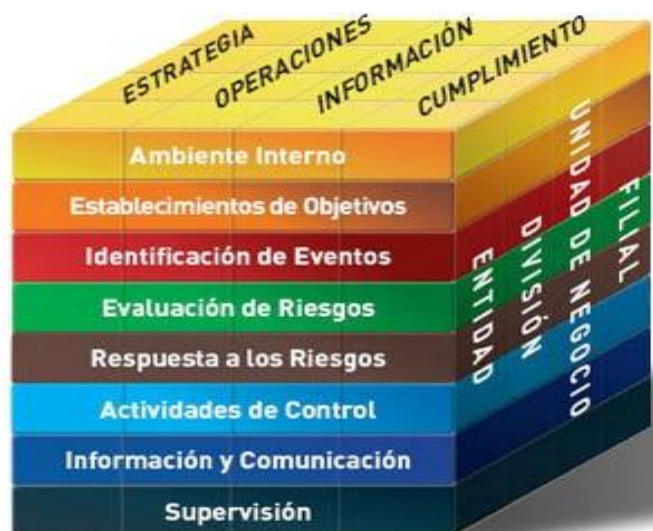 ESTRATEGIA
OPERACIONES
INFORMACIÓN
CUMPLIMIENTO
Ambiente Interno
Establecimientos de Objetivos
Identificación de Eventos
Evaluación de Riesgos
Respuesta a los Riesgos
Actividades de Control
Información y Comunicación
Supervisión
ENTIDAD
DIVISIÓN
UNIDAD DE NEGOCIO
FILIAL